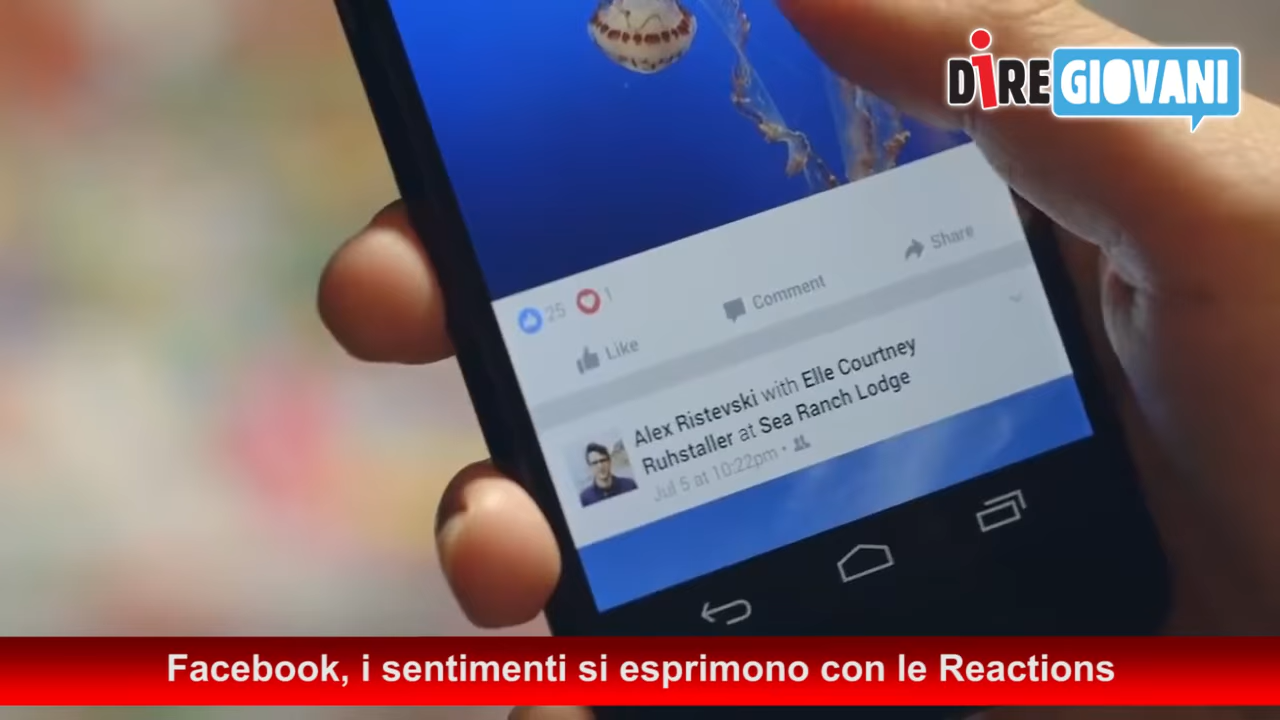 DiRE GIOVANI
25 1
Like Comment Share
Alex Ristevski with Elle Courtney
Ruhstaller at Sea Ranch Lodge
Jul 5 at 10:22pm ·
Facebook, i sentimenti si esprimono con le Reactions